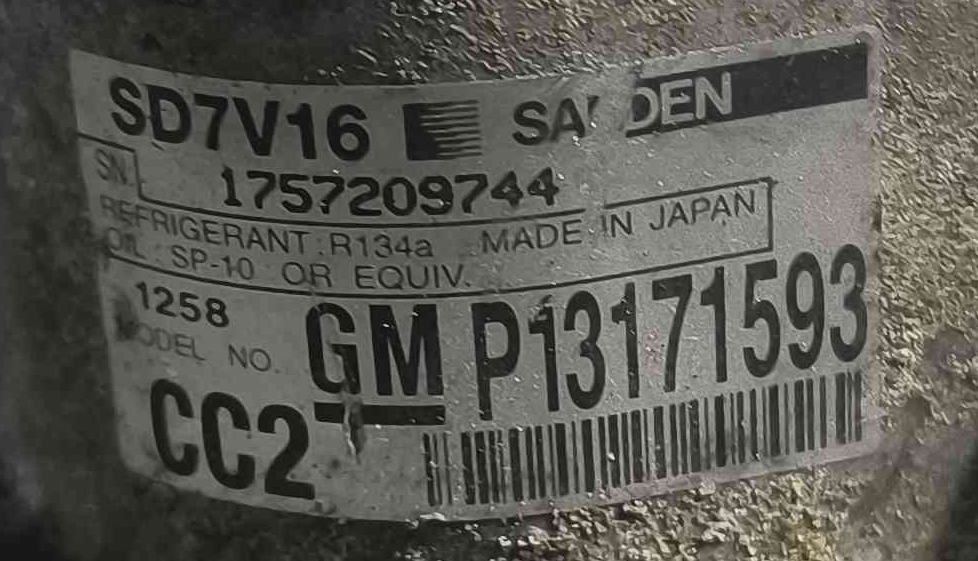 SD7V16 SANDEN
SN. 1757209744
REFRIGERANT : R134a MADE IN JAPAN
OIL : SP-10 OR EQUIV.
1258
MODEL NO. GM P13171593
CC2